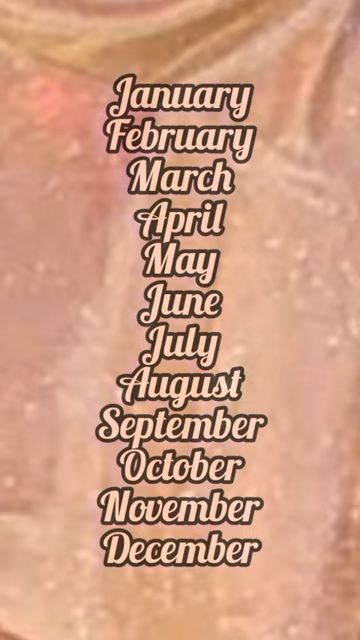 January
February
March
April
May
June
July
August
September
October
November
December